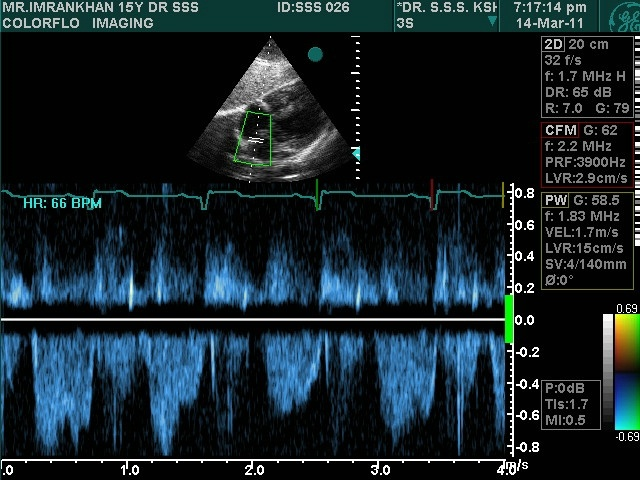 MR.IMRANKHAN 15Y DR SSS ID:SSS 026 *DR. S.S.S. KSH 7:17:14 pm
COLORFLO IMAGING 3S 14-Mar-11
2D 20 cm
32 f/s
f: 1.7 MHz H
DR: 65 dB
R: 7.0 G: 79
CFM G: 62
f: 2.2 MHz
PRF:3900Hz
LVR:2.9cm/s
PW G: 58.5
f: 1.83 MHz
VEL:1.7m/s
LVR:15cm/s
SV:4/140mm
Ø:0°
HR: 66 BPM
0.8
0.6
0.4
0.2
0.0
-0.2
-0.4
-0.6
-0.8
m/s
0.69
-0.69
P:0dB
TIs:1.7
MI:0.5
.0 1.0 2.0 3.0 4.0